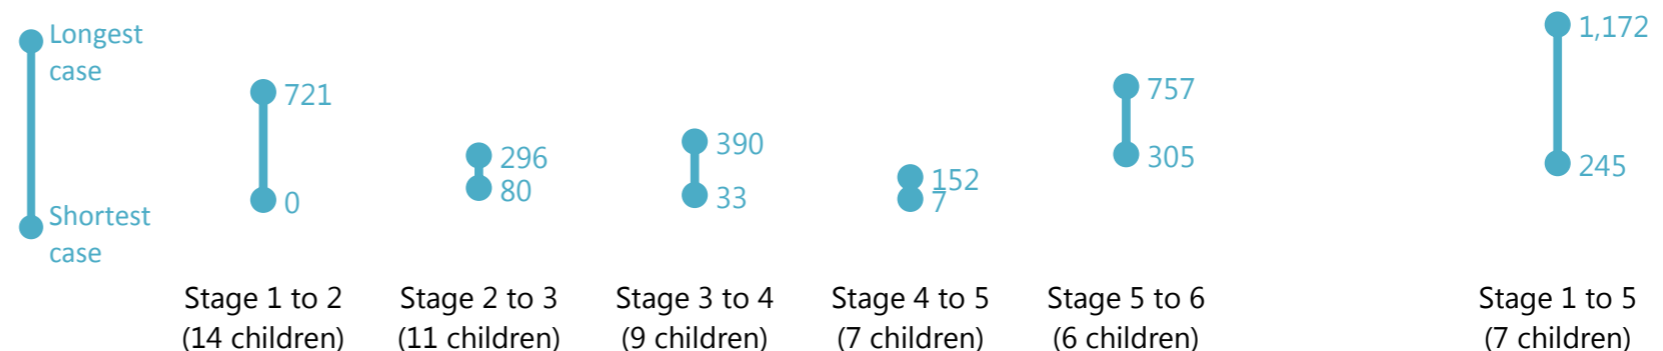 Longest
case
Shortest
case
721
0
296
80
390
33
152
7
757
305
1,172
245
Stage 1 to 2
(14 children)
Stage 2 to 3
(11 children)
Stage 3 to 4
(9 children)
Stage 4 to 5
(7 children)
Stage 5 to 6
(6 children)
Stage 1 to 5
(7 children)